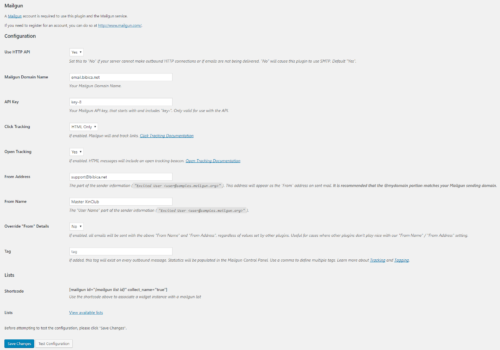 Mailgun
A Mailgun account is required to use this plugin and the Mailgun service.
If you need to register for an account, you can do so at http://www.mailgun.com/.
Configuration
Use HTTP API
Yes
Set this to "No" if your server cannot make outbound HTTP connections or if emails are not being delivered. "No" will cause this plugin to use SMTP. Default "Yes".
Mailgun Domain Name
Your Mailgun Domain Name
API Key
Your Mailgun API key, that starts with and includes "key-". Only valid for use with the API.
Click Tracking
HTML Only
If enabled, Mailgun will and track links. Click Tracking Documentation
Open Tracking
Yes
If enabled, HTML messages will include an open tracking beacon. Open Tracking Documentation
From Address
The part of the sender information ("Excited User <user@samples.mailgun.org>"). This address will appear as the `From` address on sent mail. It is recommended that the @mydomain portion matches your Mailgun sending domain.
From Name
The "User Name" part of the sender information ("Excited User <user@samples.mailgun.org>").
Override "From" Details
If enabled, all emails will be sent with the above "From Name" and "From Address", regardless of values set by other plugins. Useful for cases where other plugins don't play nice with our "From Name" / "From Address" setting.
Tag
tag
If added, this tag will exist on every outbound message. Statistics will be populated in the Mailgun Control Panel. Use a comma to define multiple tags. Learn more about Tracking and Tagging.
Lists
Shortcode
[mailgun id="{mailgun list id}" collect_name="true"]
Use the shortcode above to associate a widget instance with a mailgun list
Lists
View available lists
Before attempting to test the configuration, please click "Save Changes".
Save Changes Test Configuration